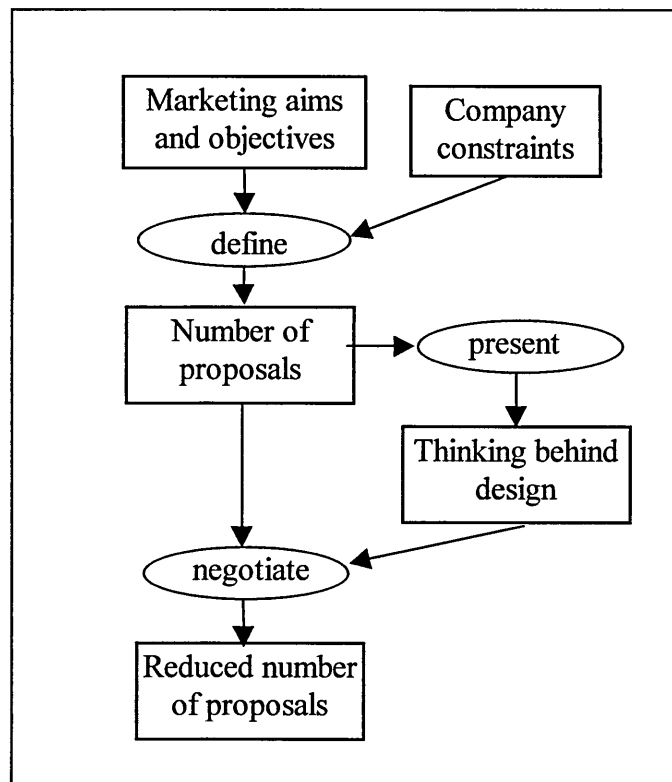 Marketing aims
and objectives
Company
constraints
define
Number of
proposals
present
Thinking behind
design
negotiate
Reduced number
of proposals